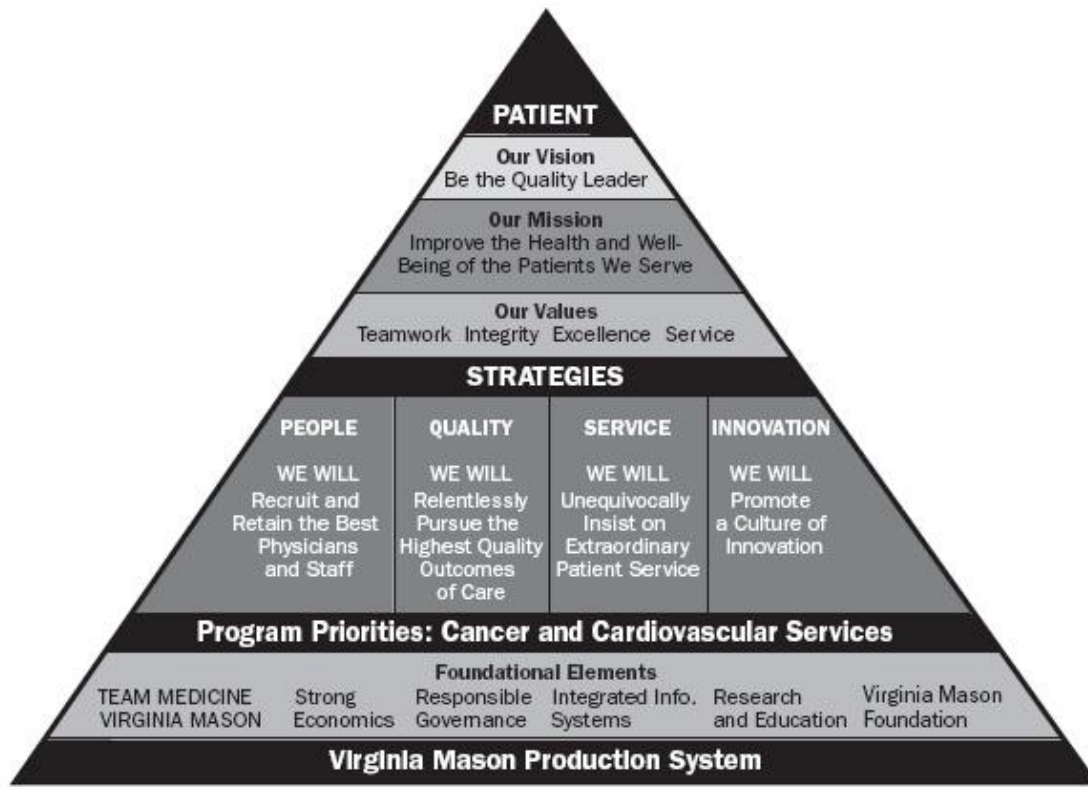 PATIENT
Our Vision
Be the Quality Leader
Our Mission
Improve the Health and Well-
Being of the Patients We Serve
Our Values
Teamwork Integrity Excellence Service
STRATEGIES
PEOPLE
WE WILL
Recruit and
Retain the Best
Physicians
and Staff
QUALITY
WE WILL
Relentlessly
Pursue the
Highest Quality
Outcomes
of Care
SERVICE
WE WILL
Unequivocally
Insist on
Extraordinary
Patient Service
INNOVATION
WE WILL
Promote
a Culture of
Innovation
Program Priorities: Cancer and Cardiovascular Services
Foundational Elements
TEAM MEDICINE
VIRGINIA MASON
Strong
Economics
Responsible
Governance
Integrated Info.
Systems
Research
and Education
Virginia Mason
Foundation
Virginia Mason Production System